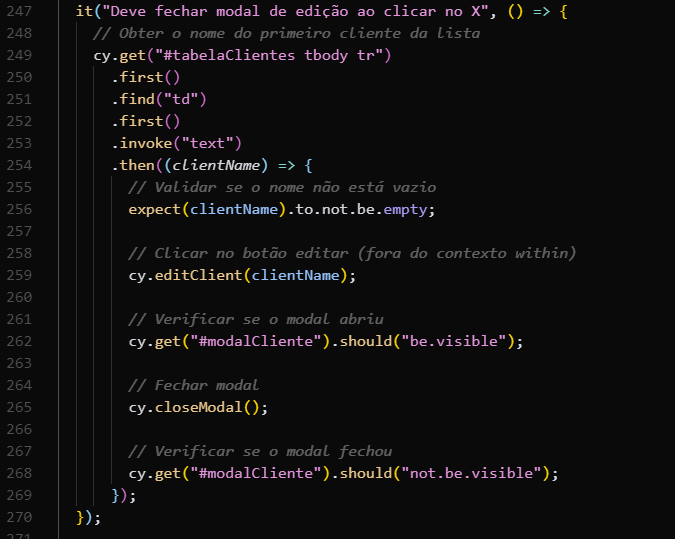 247 it("Deve fechar modal de edição ao clicar no X", () => {
248 // Obter o nome do primeiro cliente da lista
249 cy.get("#tabelaClientes tbody tr")
250 .first()
251 .find("td")
252 .first()
253 .invoke("text")
254 .then((clientName) => {
255 // Validar se o nome não está vazio
256 expect(clientName).to.not.be.empty;
257
258 // Clicar no botão editar (fora do contexto within)
259 cy.editClient(clientName);
260
261 // Verificar se o modal abriu
262 cy.get("#modalCliente").should("be.visible");
263
264 // Fechar modal
265 cy.closeModal();
266
267 // Verificar se o modal fechou
268 cy.get("#modalCliente").should("not.be.visible");
269 });
270 });
271